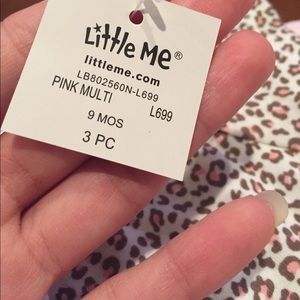 Little Me®
littleme.com
LB802560N-L699
PINK MULTI L699
9 MOS
3 PC